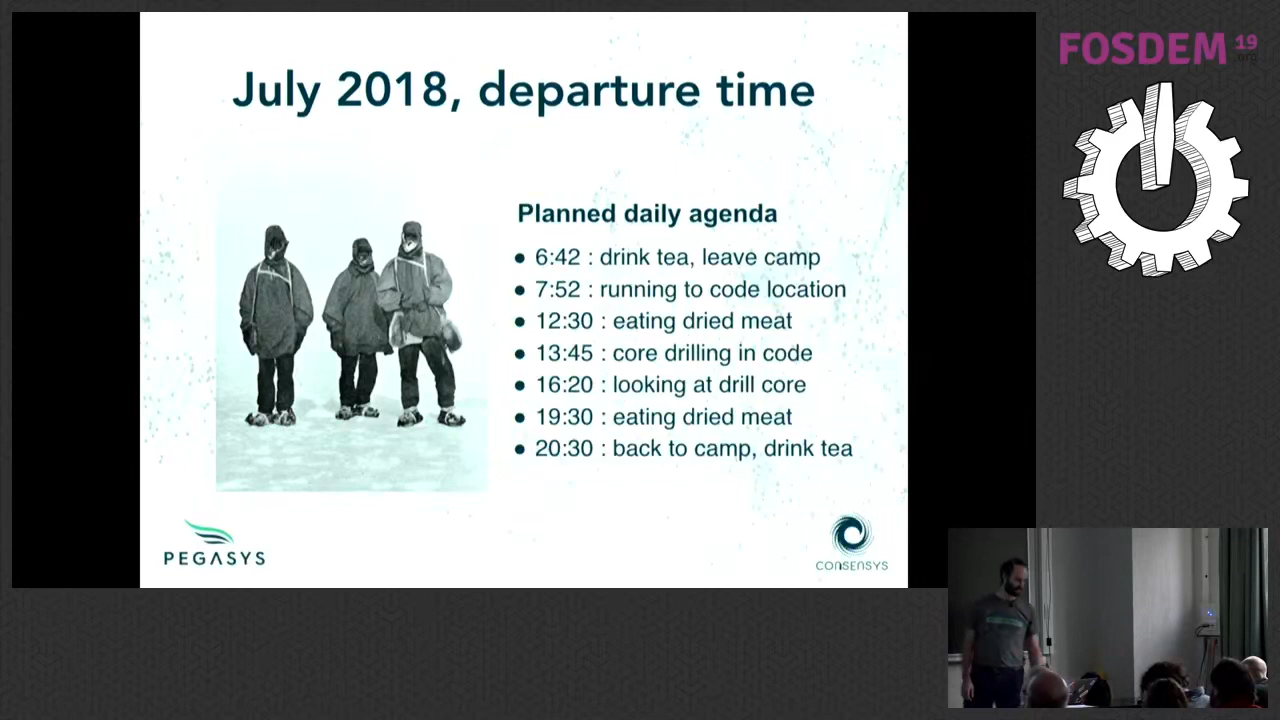 July 2018, departure time
Planned daily agenda
● 6:42 : drink tea, leave camp
● 7:52 : running to code location
● 12:30 : eating dried meat
● 13:45 : core drilling in code
● 16:20 : looking at drill core
● 19:30 : eating dried meat
● 20:30 : back to camp, drink tea
PEGASYS
CONSENSYS
FOSDEM 19
.org